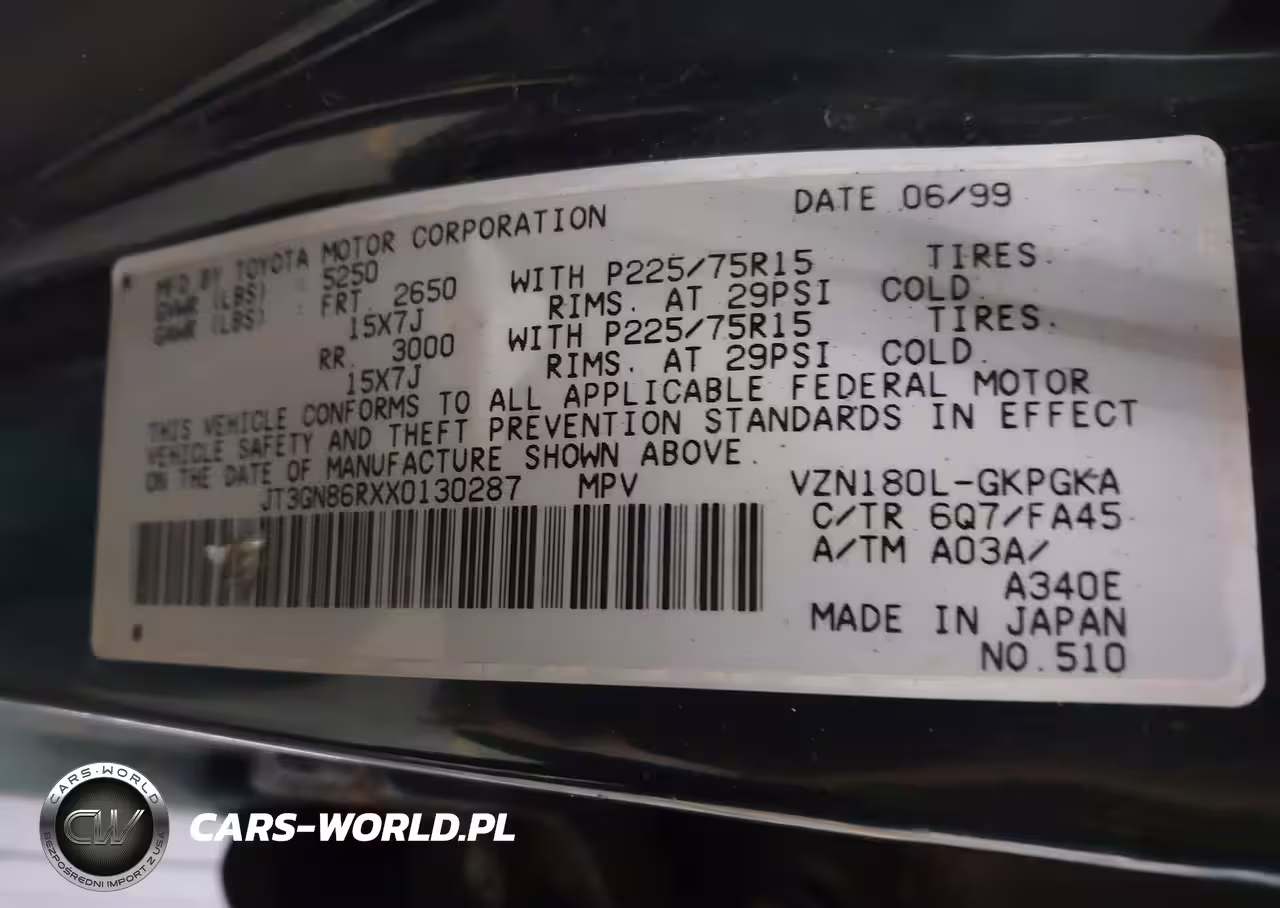 DATE 06/99
MFD BY TOYOTA MOTOR CORPORATION
GVWR (LBS) : 5250 WITH P225/75R15 TIRES.
GAWR (LBS) : FRT. 2650 RIMS. AT 29PSI COLD.
15X7J WITH P225/75R15 TIRES.
RR. 3000 RIMS. AT 29PSI COLD.
15X7J
THIS VEHICLE CONFORMS TO ALL APPLICABLE FEDERAL MOTOR
VEHICLE SAFETY AND THEFT PREVENTION STANDARDS IN EFFECT
ON THE DATE OF MANUFACTURE SHOWN ABOVE.
JT3GN86RXX0130287 MPV VZN180L-GKPGKA
C/TR 6Q7/FA45
A/TM A03A/
A340E
MADE IN JAPAN
NO.510
CARS-WORLD
CW
BEZPOŚREDNI IMPORT Z USA
CARS-WORLD.PL